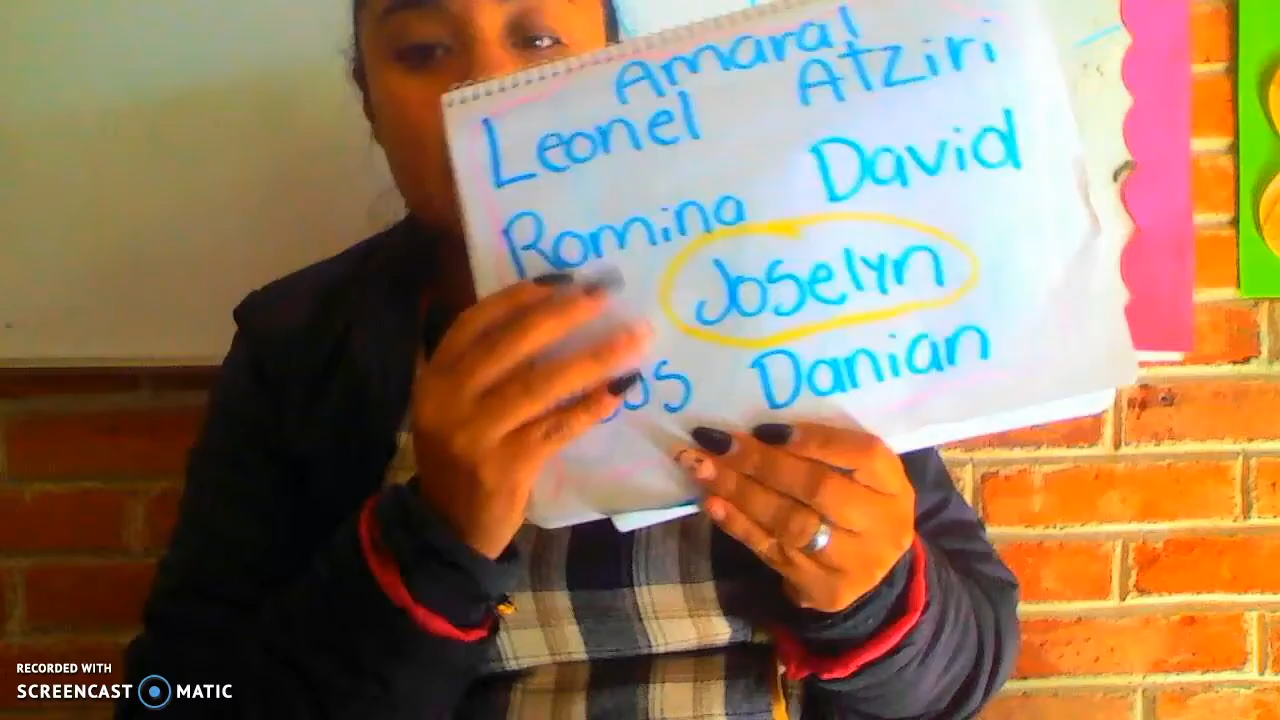 Amaral
Leonel Atziri
Romina David
Joselyn
Danian
RECORDED WITH
SCREENCAST MATIC